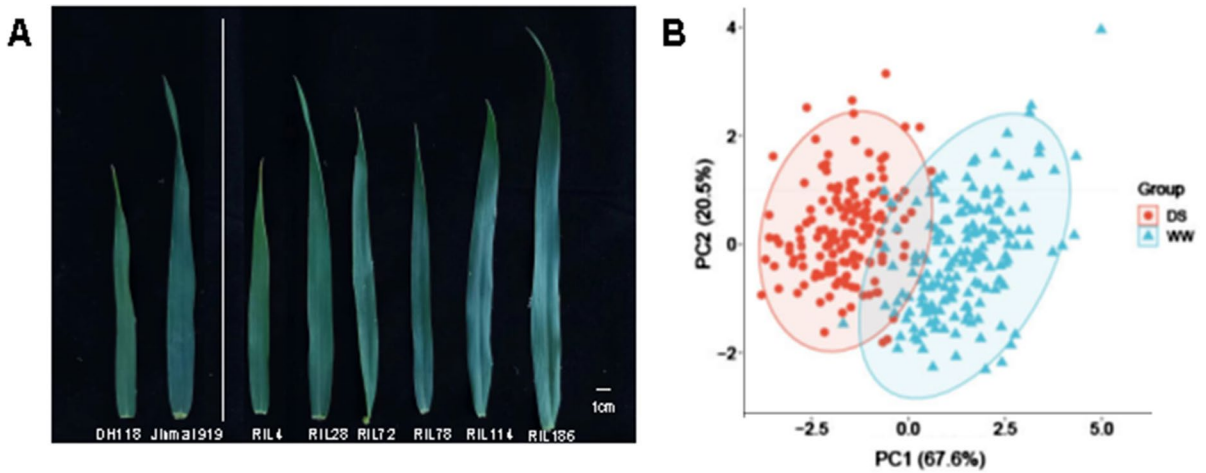 A
DH118 Jinmai919 RIL4 RIL28 RIL72 RIL78 RIL114 RIL186
1cm
B
4
2
0
−2
PC2 (20.5%)
−2.5 0.0 2.5 5.0
PC1 (67.6%)
Group
DS
WW